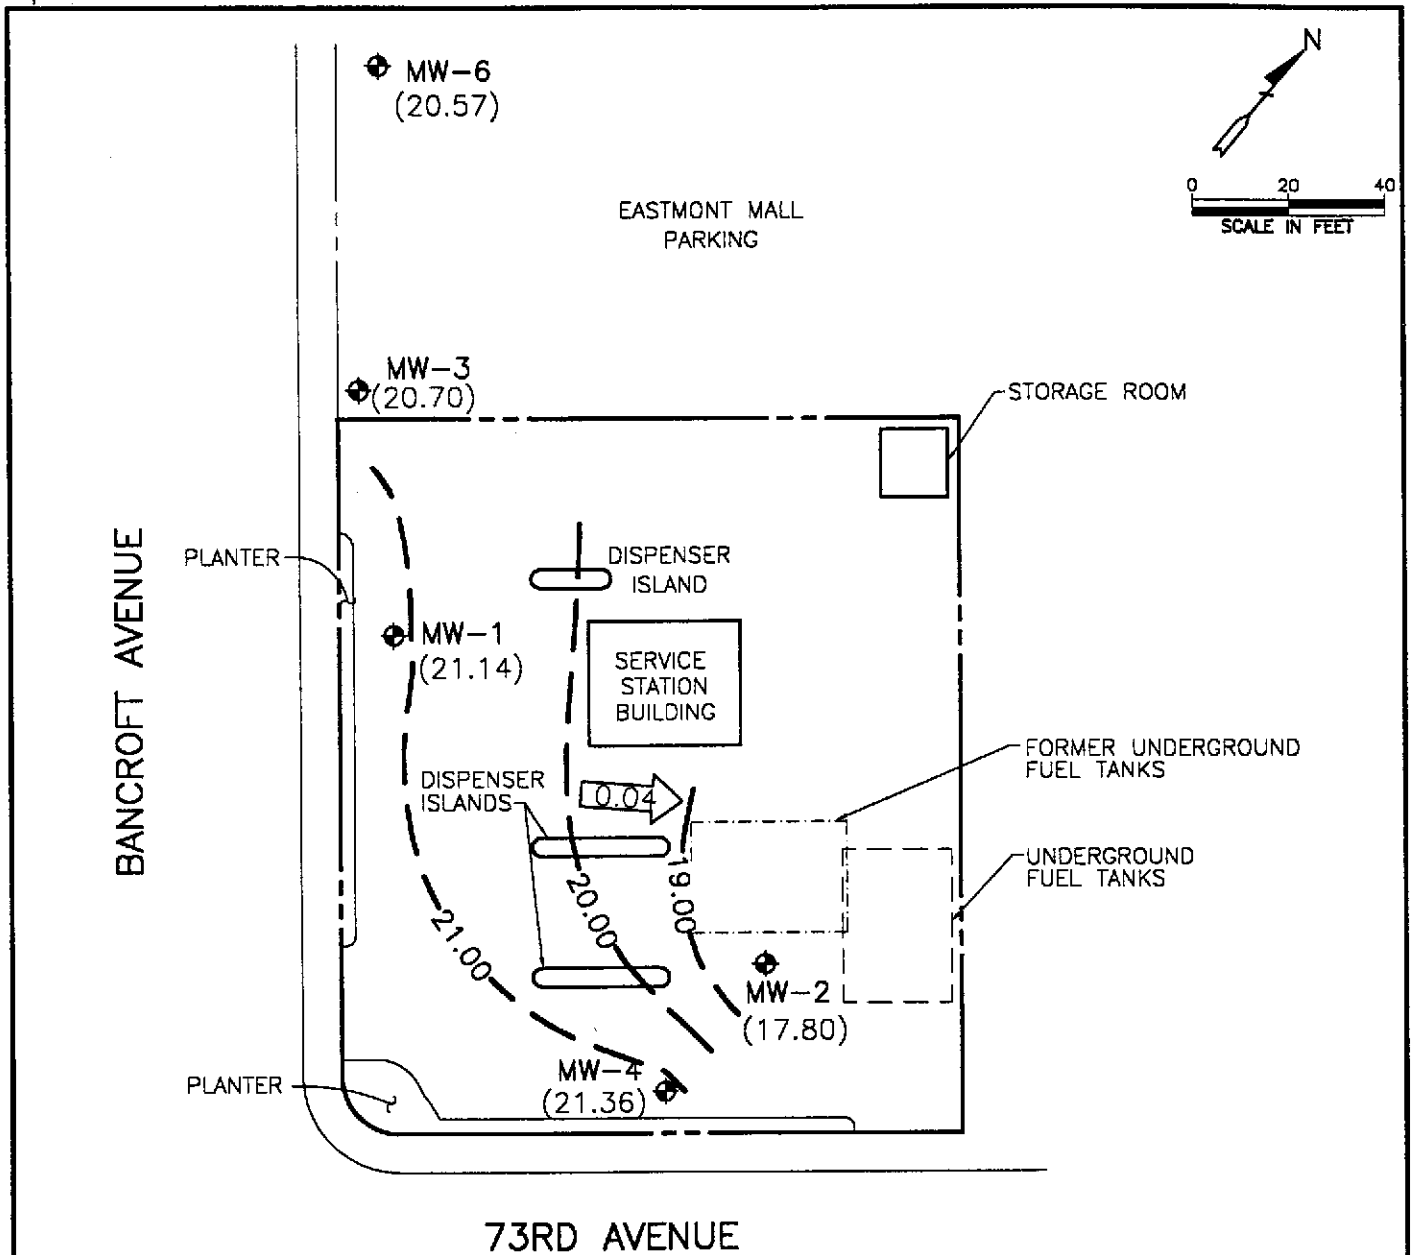 N
MW-6
(20.57)
0 20 40
SCALE IN FEET
EASTMONT MALL
PARKING
MW-3
(20.70)
STORAGE ROOM
BANCROFT AVENUE
PLANTER
DISPENSER
ISLAND
MW-1
(21.14)
SERVICE
STATION
BUILDING
FORMER UNDERGROUND
FUEL TANKS
DISPENSER
ISLANDS
0.04
UNDERGROUND
FUEL TANKS
21.00
20.00
19.00
MW-2
(17.80)
PLANTER
MW-4
(21.36)
73RD AVENUE